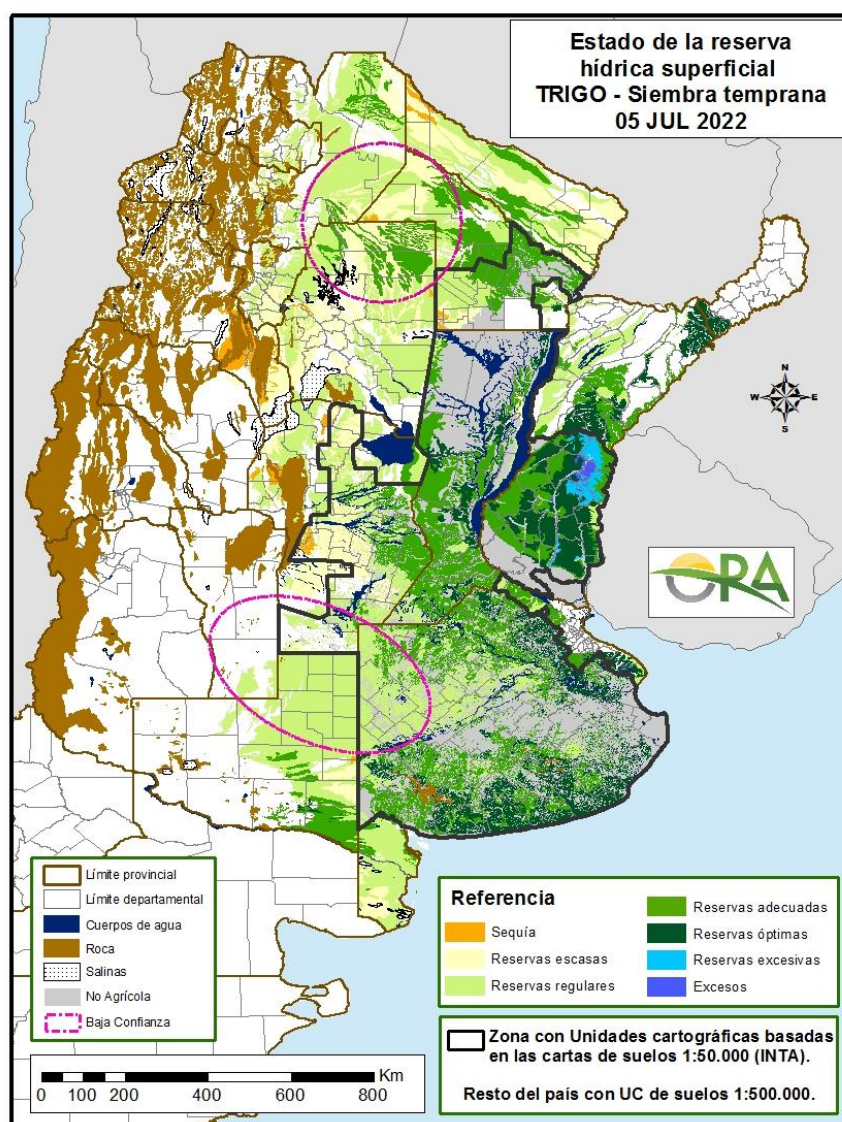 Estado de la reserva
hídrica superficial
TRIGO - Siembra temprana
05 JUL 2022
N
W
E
S
ORA
Límite provincial
Límite departamental
Cuerpos de agua
Roca
Salinas
No Agrícola
Baja Confianza
Referencia
Sequía
Reservas escasas
Reservas regulares
Reservas adecuadas
Reservas óptimas
Reservas excesivas
Excesos
Zona con Unidades cartográficas basadas
en las cartas de suelos 1:50.000 (INTA).
Resto del país con UC de suelos 1:500.000.
Km
0 100 200 400 600 800